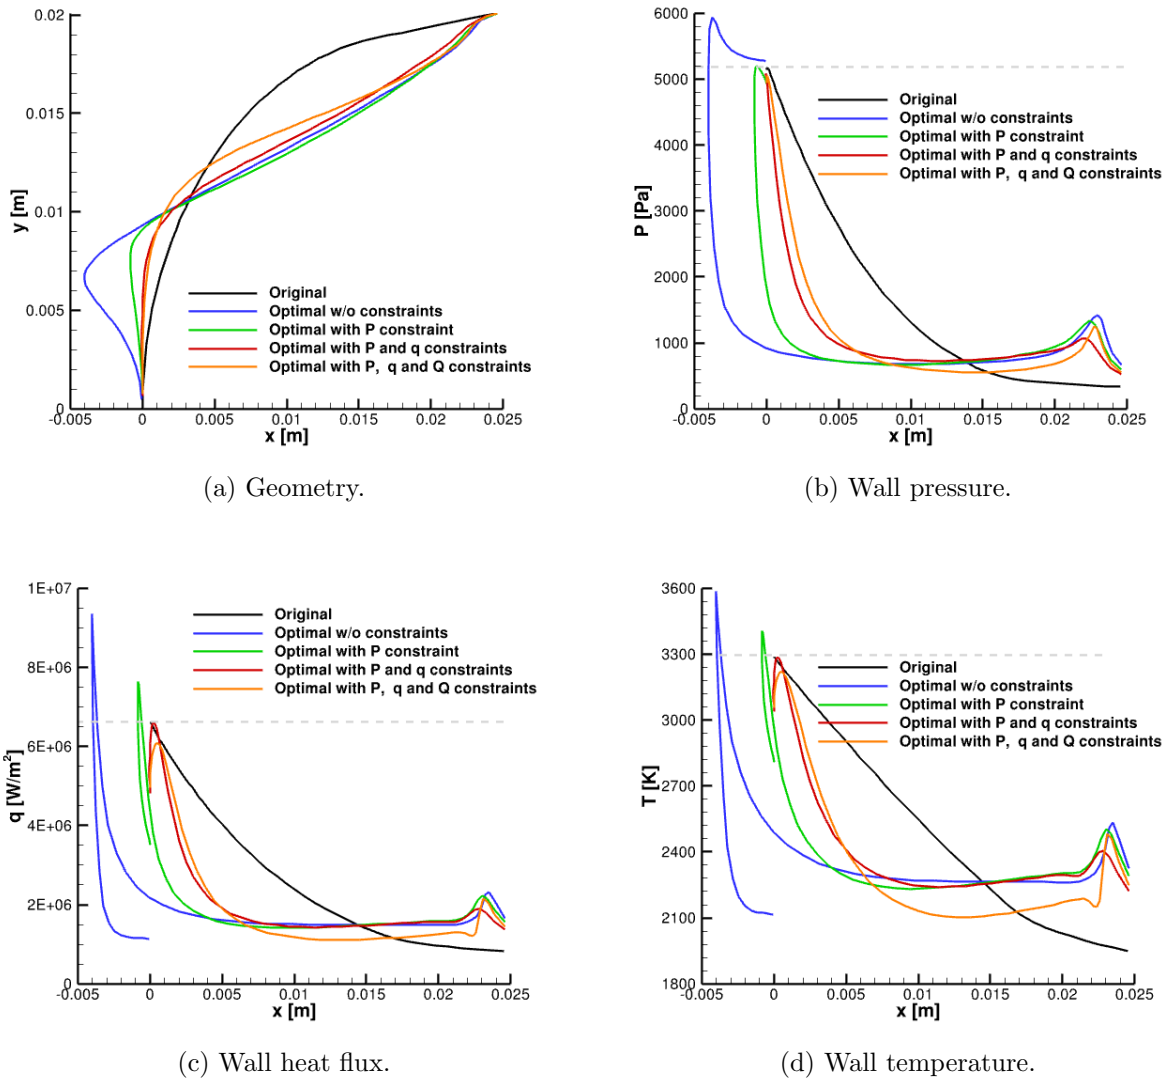 0.02
0.015
0.01
0.005
0
-0.005
0
0.005
0.01
0.015
0.02
0.025
y [m]
x [m]
Original
Optimal w/o constraints
Optimal with P constraint
Optimal with P and q constraints
Optimal with P, q and Q constraints
(a) Geometry.
6000
5000
4000
3000
2000
1000
0
-0.005
0
0.005
0.01
0.015
0.02
0.025
P [Pa]
x [m]
Original
Optimal w/o constraints
Optimal with P constraint
Optimal with P and q constraints
Optimal with P, q and Q constraints
(b) Wall pressure.
1E+07
8E+06
6E+06
4E+06
2E+06
0
-0.005
0
0.005
0.01
0.015
0.02
0.025
q [W/m²]
x [m]
Original
Optimal w/o constraints
Optimal with P constraint
Optimal with P and q constraints
Optimal with P, q and Q constraints
(c) Wall heat flux.
3600
3300
3000
2700
2400
2100
1800
-0.005
0
0.005
0.01
0.015
0.02
0.025
T [K]
x [m]
Original
Optimal w/o constraints
Optimal with P constraint
Optimal with P and q constraints
Optimal with P, q and Q constraints
(d) Wall temperature.